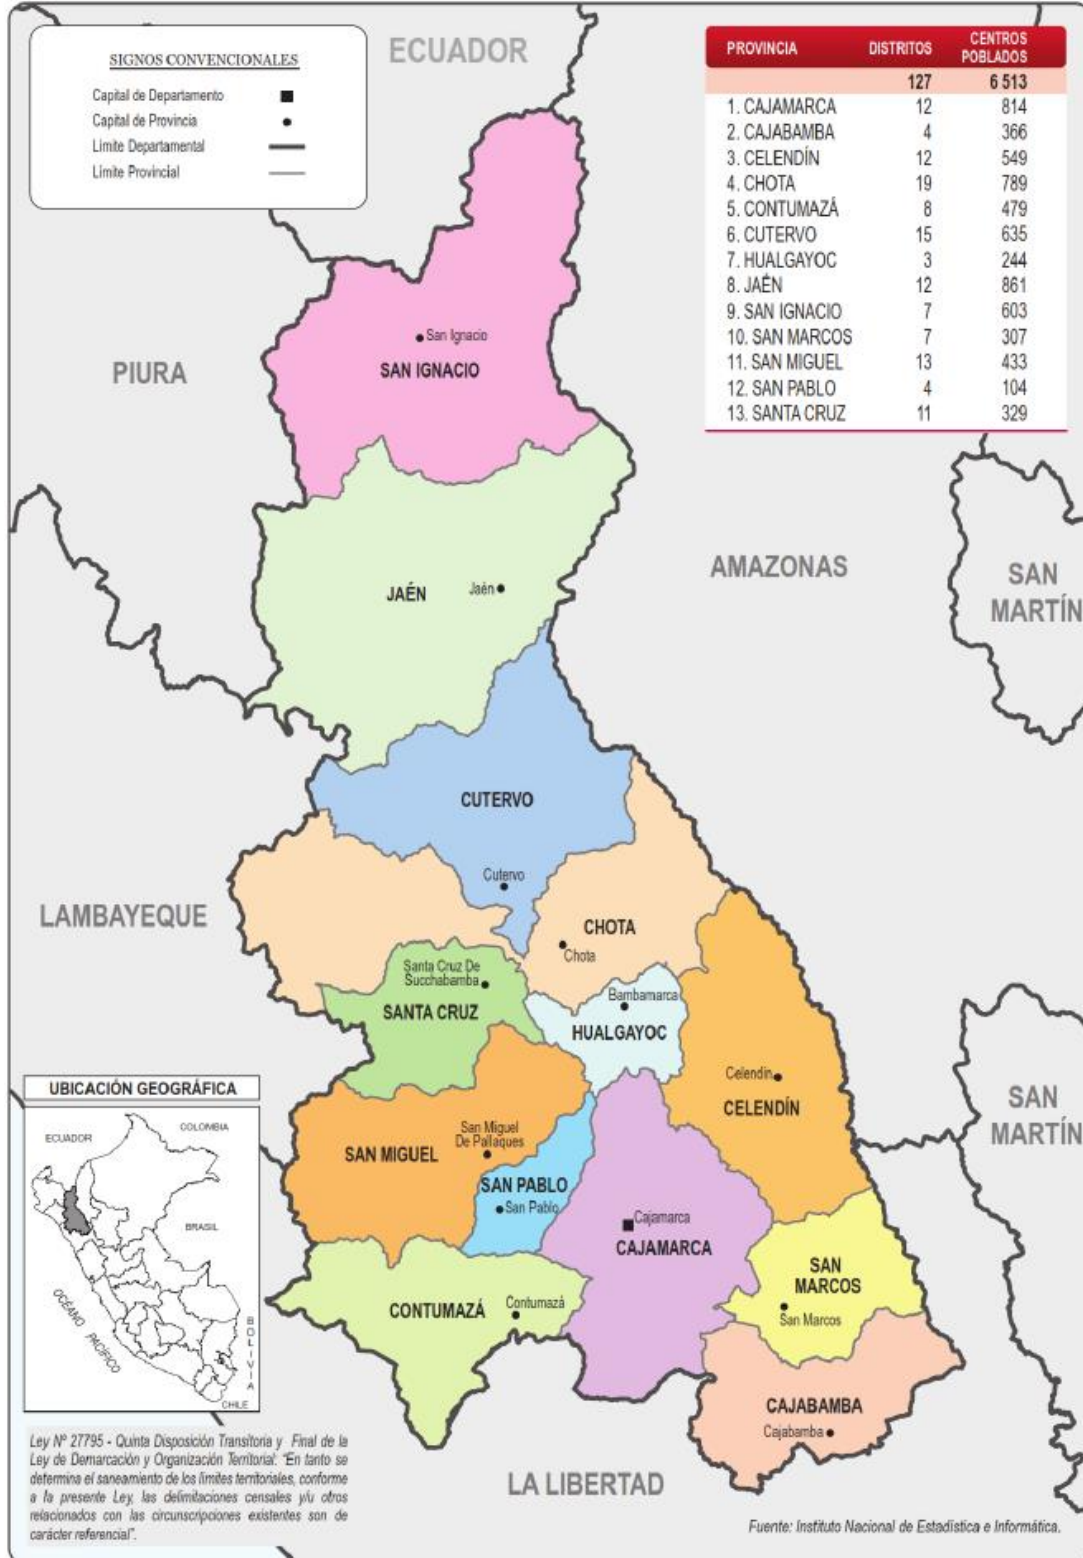 ECUADOR
SIGNOS CONVENCIONALES
Capital de Departamento
Capital de Provincia
Límite Departamental
Límite Provincial
PROVINCIA DISTRITOS CENTROS POBLADOS
127 6 513
1. CAJAMARCA 12 814
2. CAJABAMBA 4 366
3. CELENDÍN 12 549
4. CHOTA 19 789
5. CONTUMAZÁ 8 479
6. CUTERVO 15 635
7. HUALGAYOC 3 244
8. JAÉN 12 861
9. SAN IGNACIO 7 603
10. SAN MARCOS 7 307
11. SAN MIGUEL 13 433
12. SAN PABLO 4 104
13. SANTA CRUZ 11 329
San Ignacio
SAN IGNACIO
PIURA
AMAZONAS
SAN
MARTÍN
JAÉN
Jaén
CUTERVO
Cutervo
LAMBAYEQUE
CHOTA
Chota
Santa Cruz De
Succhabamba
SANTA CRUZ
Bambamarca
HUALGAYOC
Celendín
CELENDÍN
SAN
MARTÍN
San Miguel
De Pallaques
SAN MIGUEL
SAN PABLO
San Pablo
Cajamarca
CAJAMARCA
SAN
MARCOS
San Marcos
Contumazá
CONTUMAZÁ
CAJABAMBA
Cajabamba
LA LIBERTAD
UBICACIÓN GEOGRÁFICA
ECUADOR
COLOMBIA
BRASIL
OCÉANO PACÍFICO
BOLIVIA
CHILE
Ley Nº 27795 - Quinta Disposición Transitoria y Final de la
Ley de Demarcación y Organización Territorial: "En tanto se
determina el saneamiento de los límites territoriales, conforme
a la presente Ley, las delimitaciones censales y/u otros
relacionados con las circunscripciones existentes son de
carácter referencial".
Fuente: Instituto Nacional de Estadística e Informática.